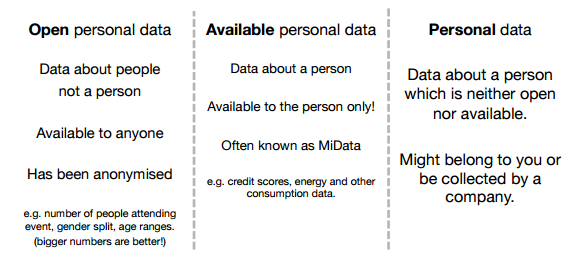 Open personal data
Data about people
not a person
Available to anyone
Has been anonymised
e.g. number of people attending
event, gender split, age ranges.
(bigger numbers are better!)
Available personal data
Data about a person
Available to the person only!
Often known as MiData
e.g. credit scores, energy and other
consumption data.
Personal data
Data about a person
which is neither open
nor available.
Might belong to you or
be collected by a
company.